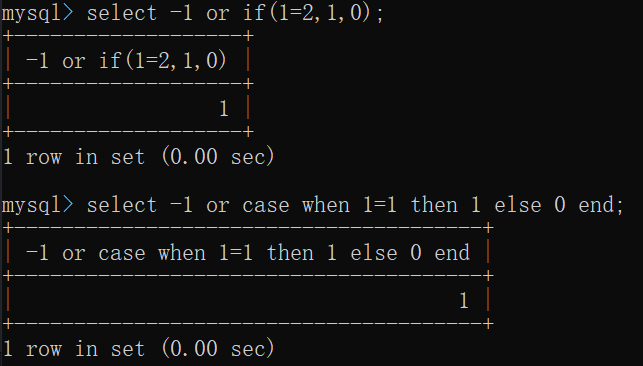 mysql> select -1 or if(1=2,1,0);
+-------------------+
| -1 or if(1=2,1,0) |
+-------------------+
|                 1 |
+-------------------+
1 row in set (0.00 sec)
mysql> select -1 or case when 1=1 then 1 else 0 end;
+---------------------------------------+
| -1 or case when 1=1 then 1 else 0 end |
+---------------------------------------+
|                                     1 |
+---------------------------------------+
1 row in set (0.00 sec)